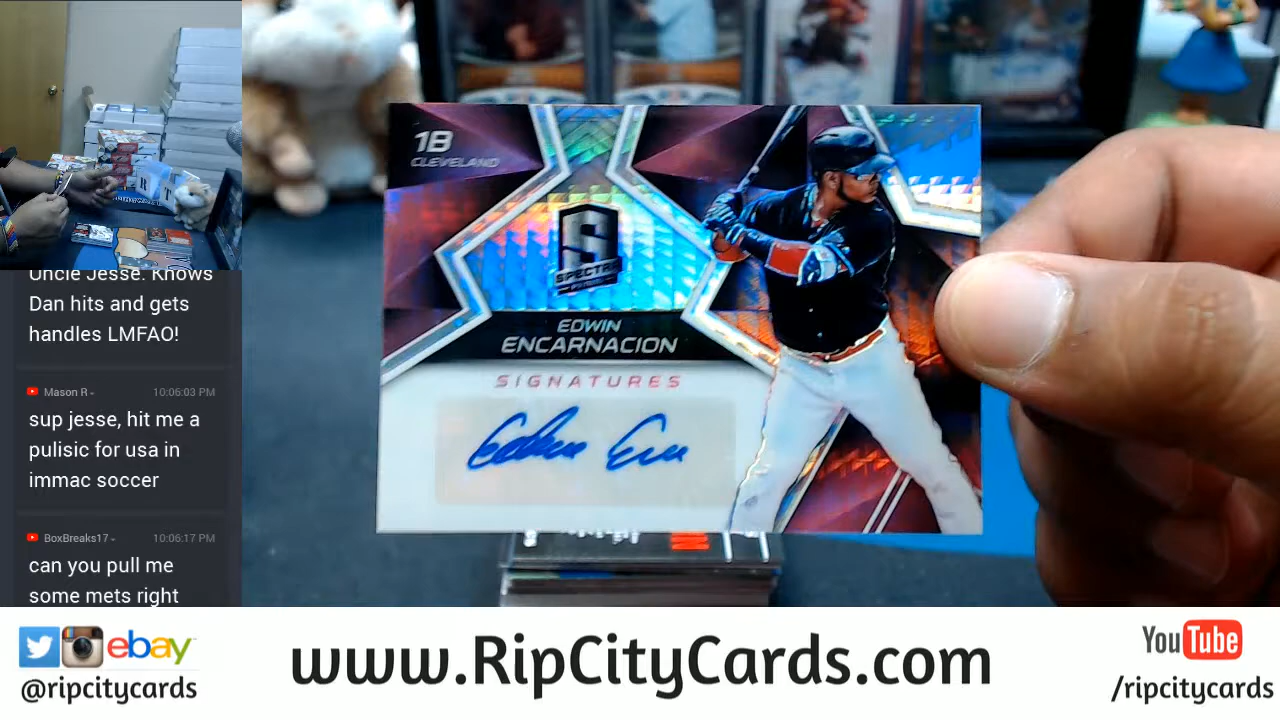 Uncle Jesse. Knows
Dan hits and gets
handles LMFAO!
Mason R
10:06:03 PM
sup jesse, hit me a
pulisic for usa in
immac soccer
BoxBreaks17
10:06:17 PM
can you pull me
some mets right
1B
CLEVELAND
S
SPECTRA
EDWIN
ENCARNACION
SIGNATURES
ebay
@ripcitycards
www.RipCityCards.com
YouTube
/ripcitycards